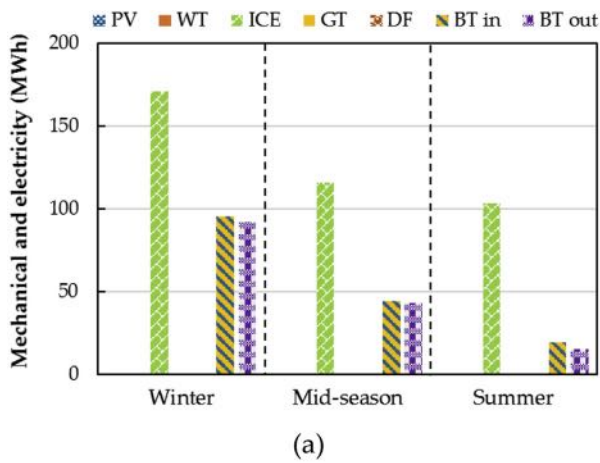 PV WT ICE GT DF BT in BT out
Mechanical and electricity (MWh)
200
150
100
50
0
Winter Mid-season Summer
(a)